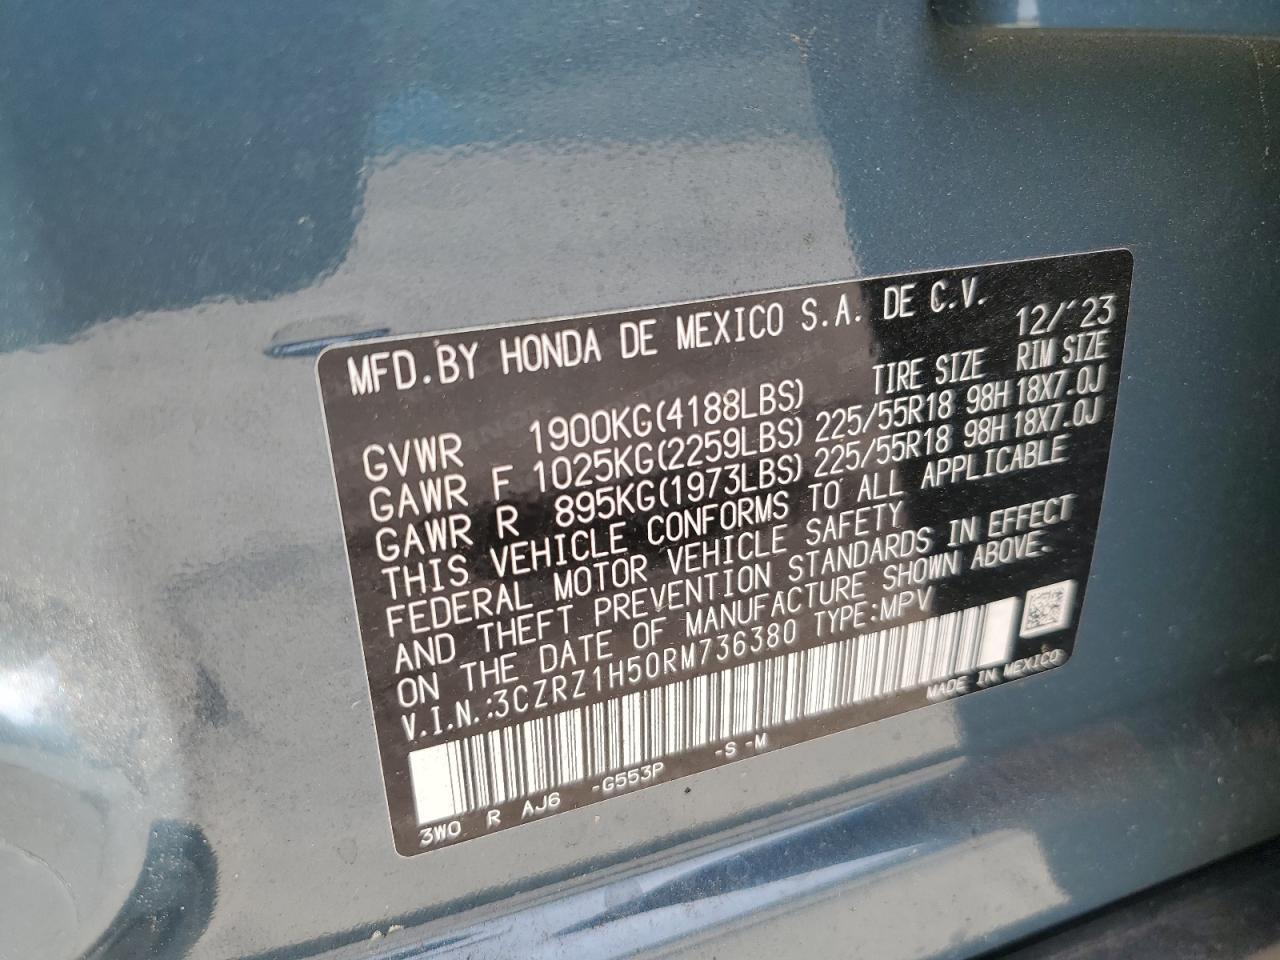 MFD.BY HONDA DE MEXICO S.A. DE C.V. 12/'23
TIRE SIZE RIM SIZE
GVWR 1900KG(4188LBS)
GAWR F 1025KG(2259LBS) 225/55R18 98H 18X7.0J
GAWR R 895KG(1973LBS) 225/55R18 98H 18X7.0J
THIS VEHICLE CONFORMS TO ALL APPLICABLE
FEDERAL MOTOR VEHICLE SAFETY
AND THEFT PREVENTION STANDARDS IN EFFECT
ON THE DATE OF MANUFACTURE SHOWN ABOVE.
V.I.N.:3CZRZ1H50RM736380 TYPE:MPV
MADE IN MEXICO
3WO R AJ6 -G553P -S -M